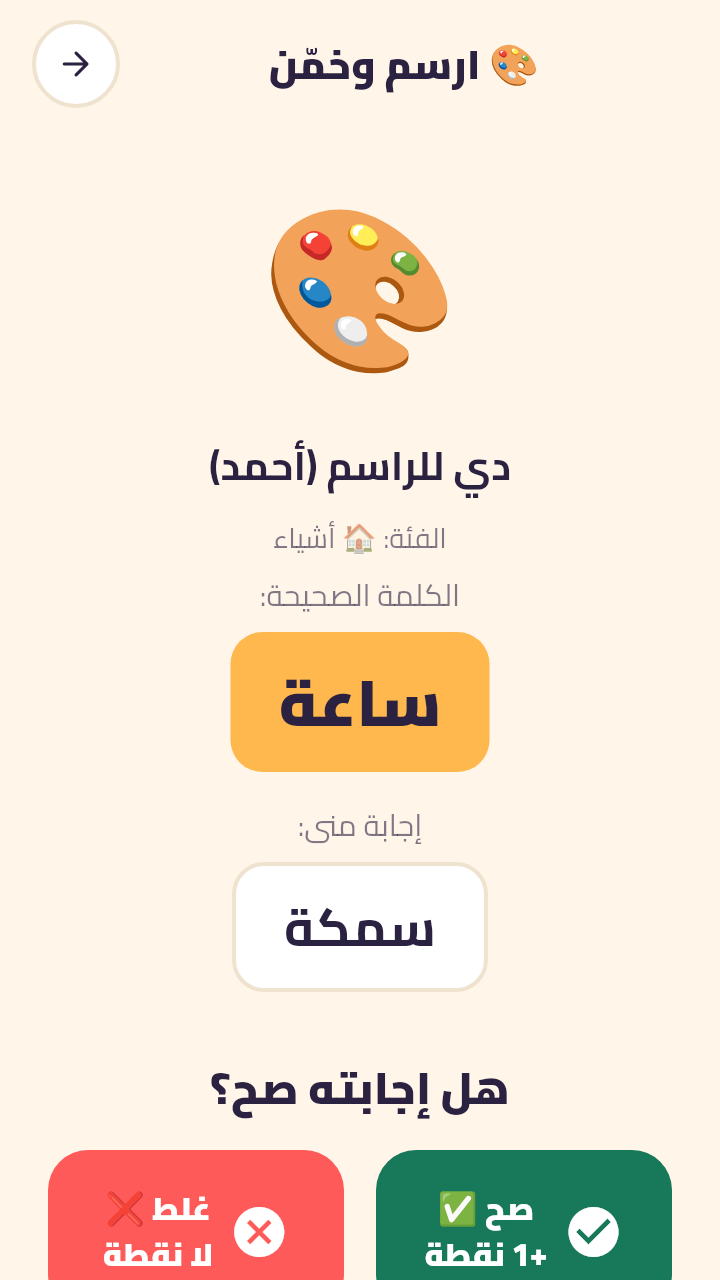 🎨 ارسم وخمّن
دي للراسم (أحمد)
الفئة: 🏠 أشياء
الكلمة الصحيحة:
ساعة
إجابة منى:
سمكة
هل إجابته صح؟
صح ✅
+1 نقطة
غلط ❌
لا نقطة